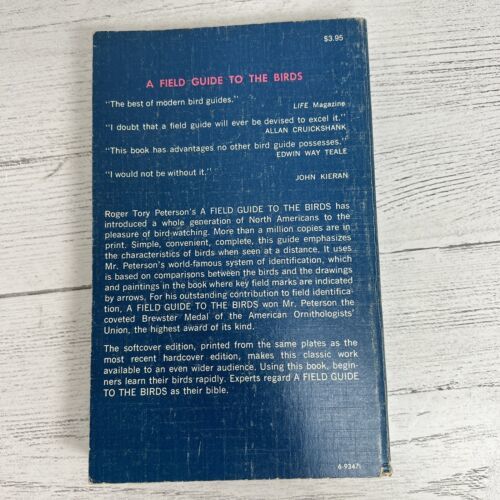 $3.95
A FIELD GUIDE TO THE BIRDS
"The best of modern bird guides."
LIFE Magazine
"I doubt that a field guide will ever be devised to excel it."
ALLAN CRUICKSHANK
"This book has advantages no other bird guide possesses."
EDWIN WAY TEALE
"I would not be without it."
JOHN KIERAN
Roger Tory Peterson's A FIELD GUIDE TO THE BIRDS has
introduced a whole generation of North Americans to the
pleasure of bird-watching. More than a million copies are in
print. Simple, convenient, complete, this guide emphasizes
the characteristics of birds when seen at a distance. It uses
Mr. Peterson's world-famous system of identification, which
is based on comparisons between the birds and the drawings
and paintings in the book where key field marks are indicated
by arrows. For his outstanding contribution to field identifica-
tion, A FIELD GUIDE TO THE BIRDS won Mr. Peterson the
coveted Brewster Medal of the American Ornithologists'
Union, the highest award of its kind.
The softcover edition, printed from the same plates as the
most recent hardcover edition, makes this classic work
available to an even wider audience. Using this book, begin-
ners learn their birds rapidly. Experts regard A FIELD GUIDE
TO THE BIRDS as their bible.